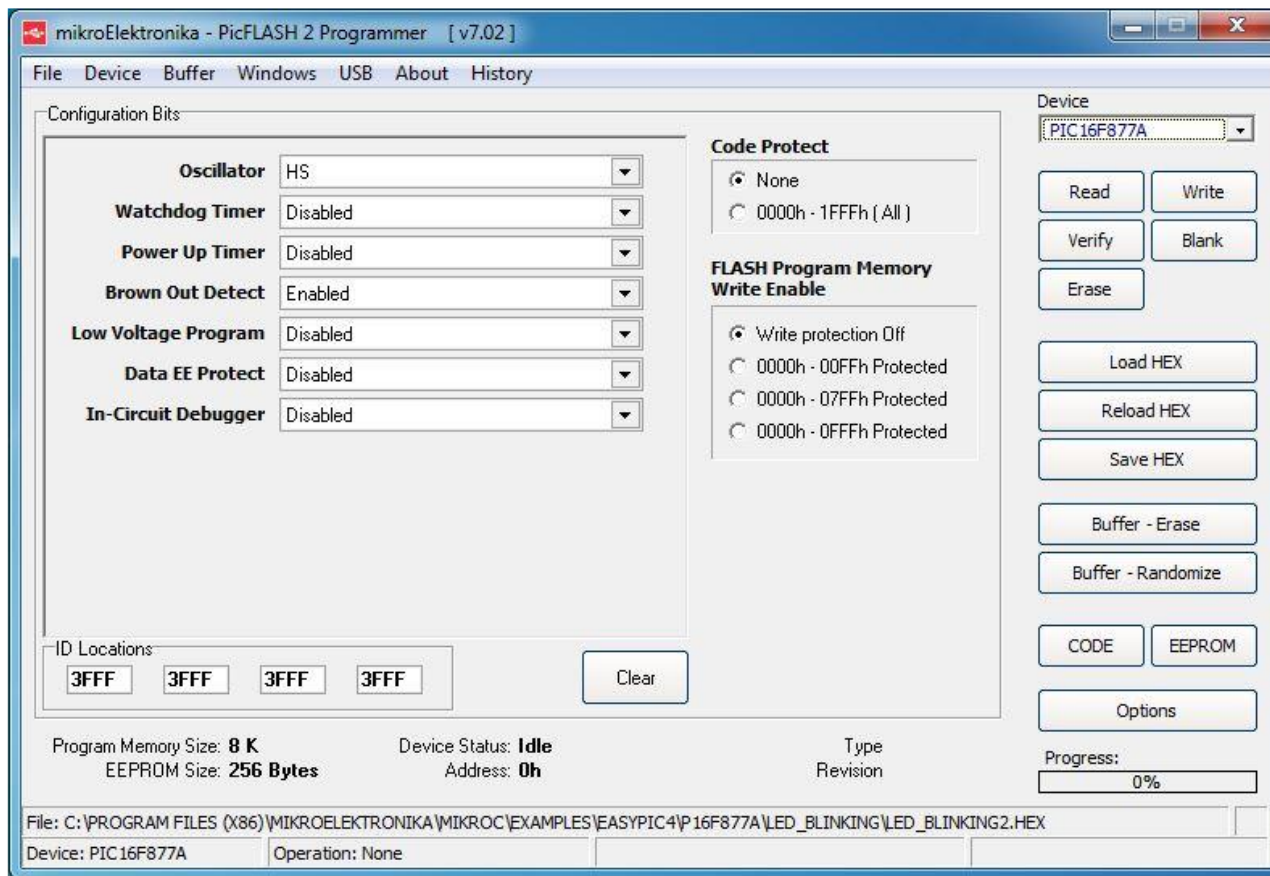 mikroElektronika - PicFLASH 2 Programmer [ v7.02 ]
File Device Buffer Windows USB About History
Configuration Bits
Oscillator HS
Watchdog Timer Disabled
Power Up Timer Disabled
Brown Out Detect Enabled
Low Voltage Program Disabled
Data EE Protect Disabled
In-Circuit Debugger Disabled
Code Protect
None
0000h - 1FFFh ( All )
FLASH Program Memory
Write Enable
Write protection Off
0000h - 00FFh Protected
0000h - 07FFh Protected
0000h - 0FFFh Protected
ID Locations
3FFF 3FFF 3FFF 3FFF
Clear
Device
PIC16F877A
Read Write
Verify Blank
Erase
Load HEX
Reload HEX
Save HEX
Buffer - Erase
Buffer - Randomize
CODE EEPROM
Options
Progress:
0%
Program Memory Size: 8 K Device Status: Idle Type
EEPROM Size: 256 Bytes Address: 0h Revision
File: C:\PROGRAM FILES (X86)\MIKROELEKTRONIKA\MIKROC\EXAMPLES\EASYPIC4\P16F877A\LED_BLINKING\LED_BLINKING2.HEX
Device: PIC16F877A Operation: None